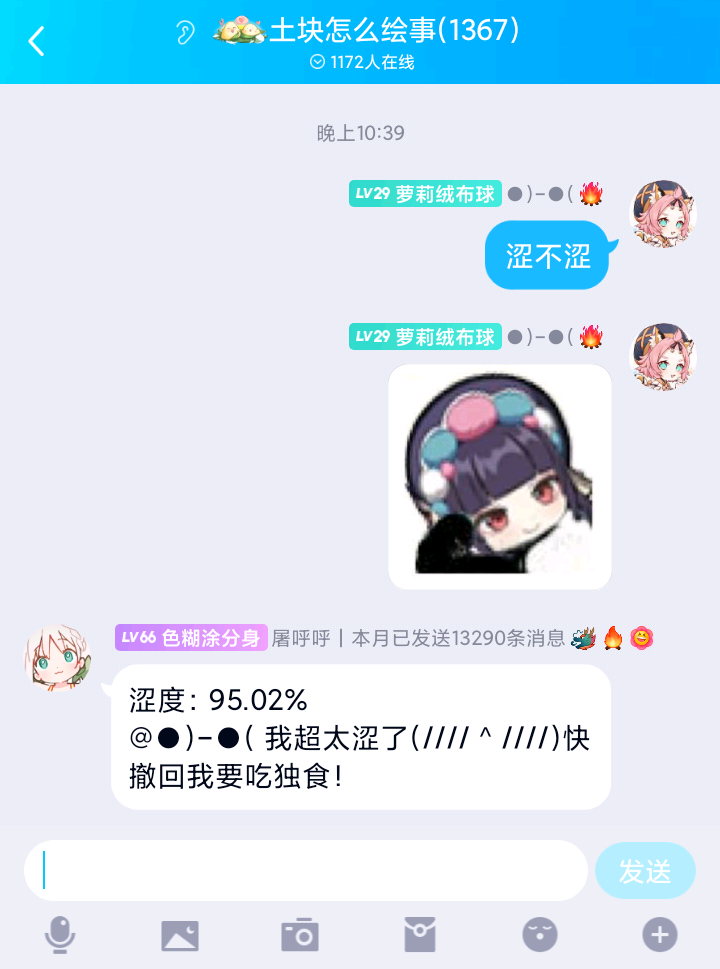 土块怎么绘事(1367)
1172人在线
晚上10:39
LV29 萝莉绒布球 ●)-●(
涩不涩
LV29 萝莉绒布球 ●)-●(
LV66 色糊涂分身 屠呼呼丨本月已发送13290条消息
涩度：95.02%
@●)-●( 我超太涩了(//// ^ ////)快
撤回我要吃独食！
发送